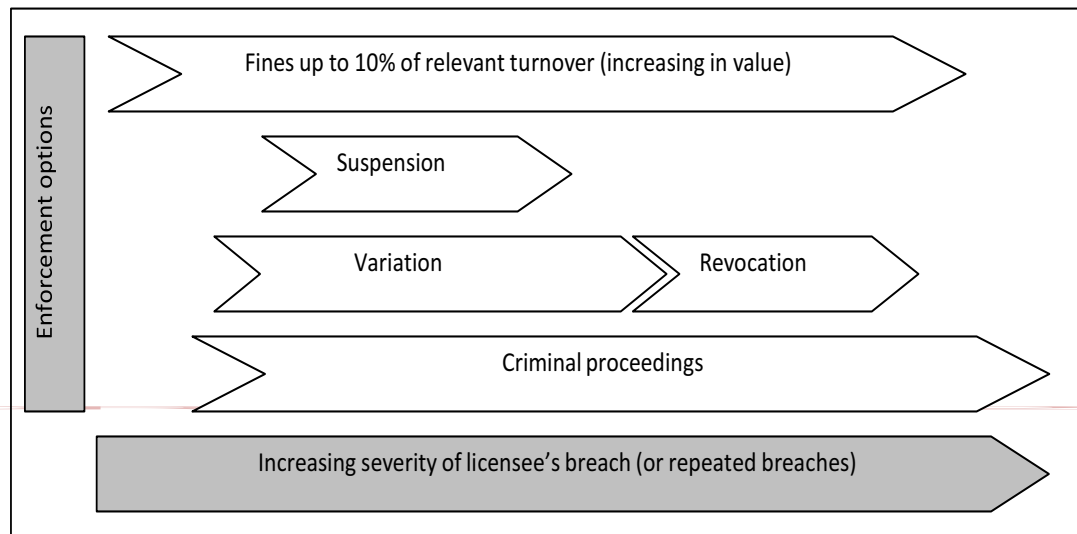 Enforcement options
Fines up to 10% of relevant turnover (increasing in value)
Suspension
Variation
Revocation
Criminal proceedings
Increasing severity of licensee’s breach (or repeated breaches)